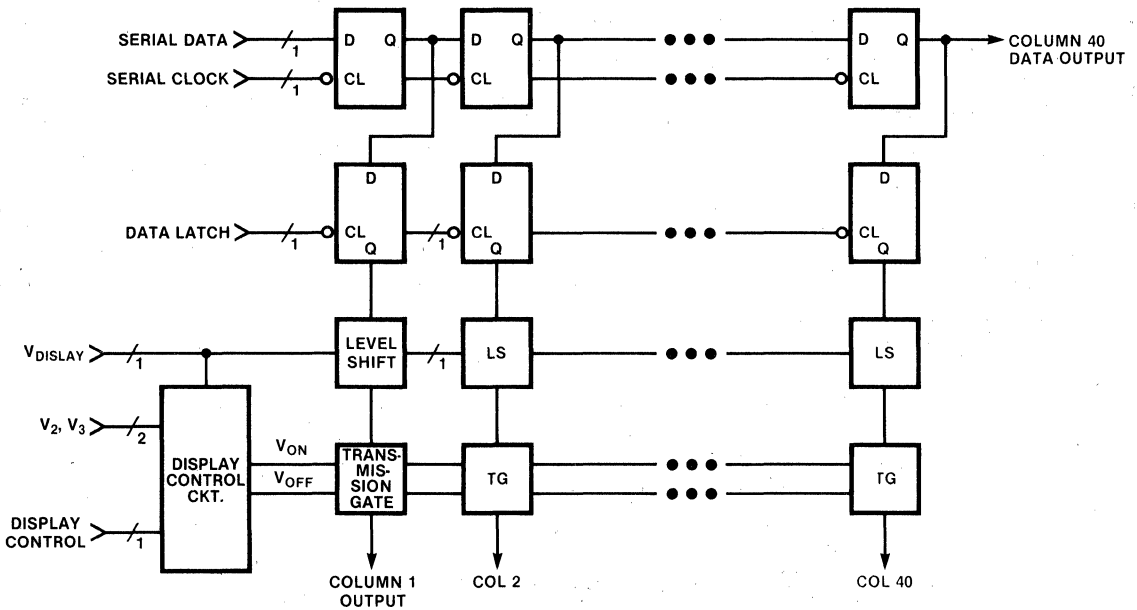 SERIAL DATA
1
D Q
D Q
D Q
COLUMN 40
DATA OUTPUT
SERIAL CLOCK
1
CL
CL
CL
D
D
D
DATA LATCH
1
CL
1
CL
CL
Q
Q
Q
VDISLAY
1
LEVEL
SHIFT
1
LS
LS
V2, V3
2
DISPLAY
CONTROL
CKT.
VON
VOFF
TRANS-
MIS-
SION
GATE
TG
TG
DISPLAY
CONTROL
1
COLUMN 1
OUTPUT
COL 2
COL 40